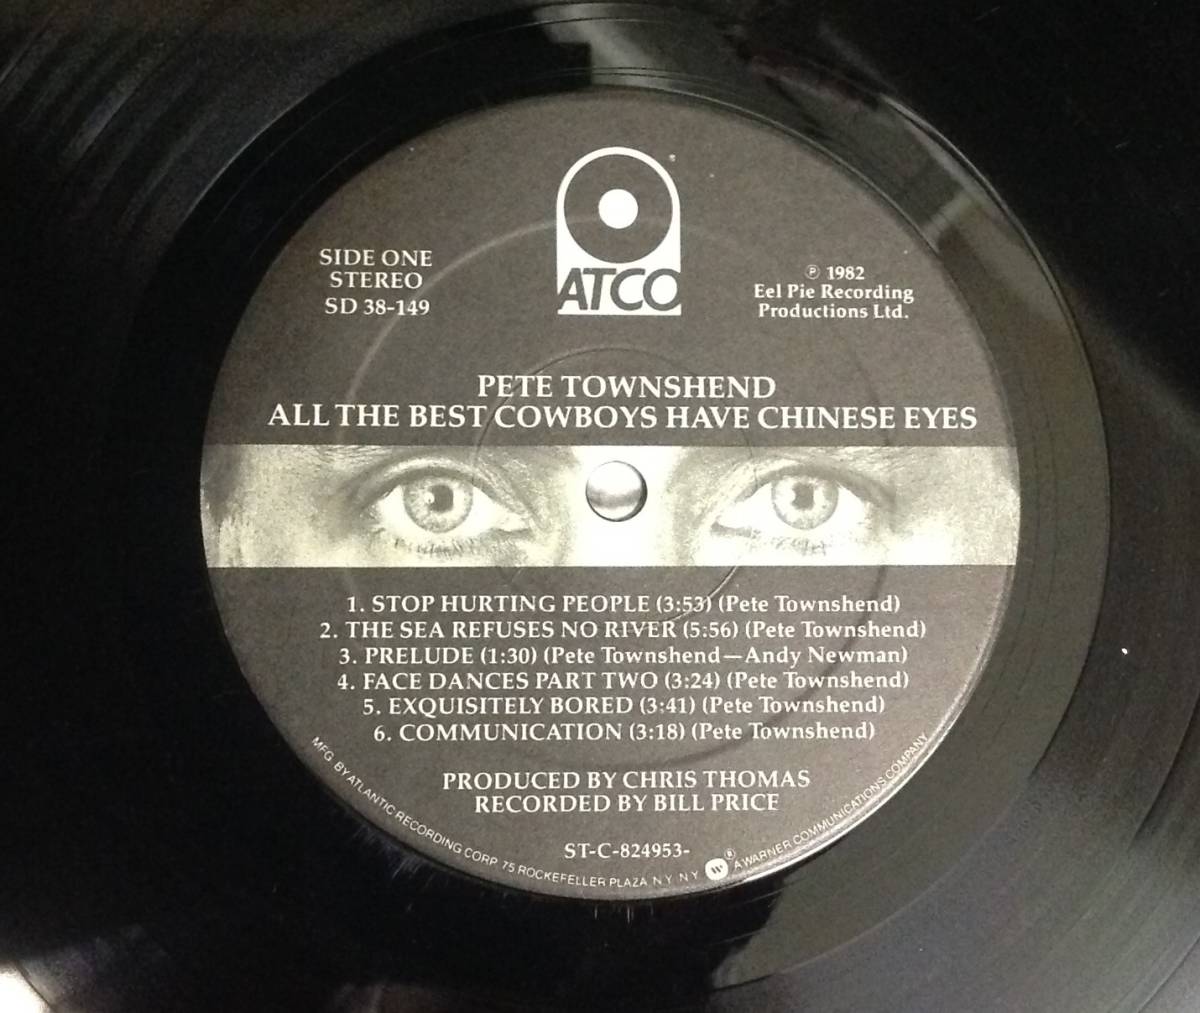 ATCO
SIDE ONE
STEREO
SD 38-149
℗ 1982
Eel Pie Recording
Productions Ltd.
PETE TOWNSHEND
ALL THE BEST COWBOYS HAVE CHINESE EYES
1. STOP HURTING PEOPLE (3:53) (Pete Townshend)
2. THE SEA REFUSES NO RIVER (5:56) (Pete Townshend)
3. PRELUDE (1:30) (Pete Townshend—Andy Newman)
4. FACE DANCES PART TWO (3:24) (Pete Townshend)
5. EXQUISITELY BORED (3:41) (Pete Townshend)
6. COMMUNICATION (3:18) (Pete Townshend)
PRODUCED BY CHRIS THOMAS
RECORDED BY BILL PRICE
ST-C-824953-
MFG. BY ATLANTIC RECORDING CORP. 75 ROCKEFELLER PLAZA N.Y. N.Y. W ® A WARNER COMMUNICATIONS COMPANY